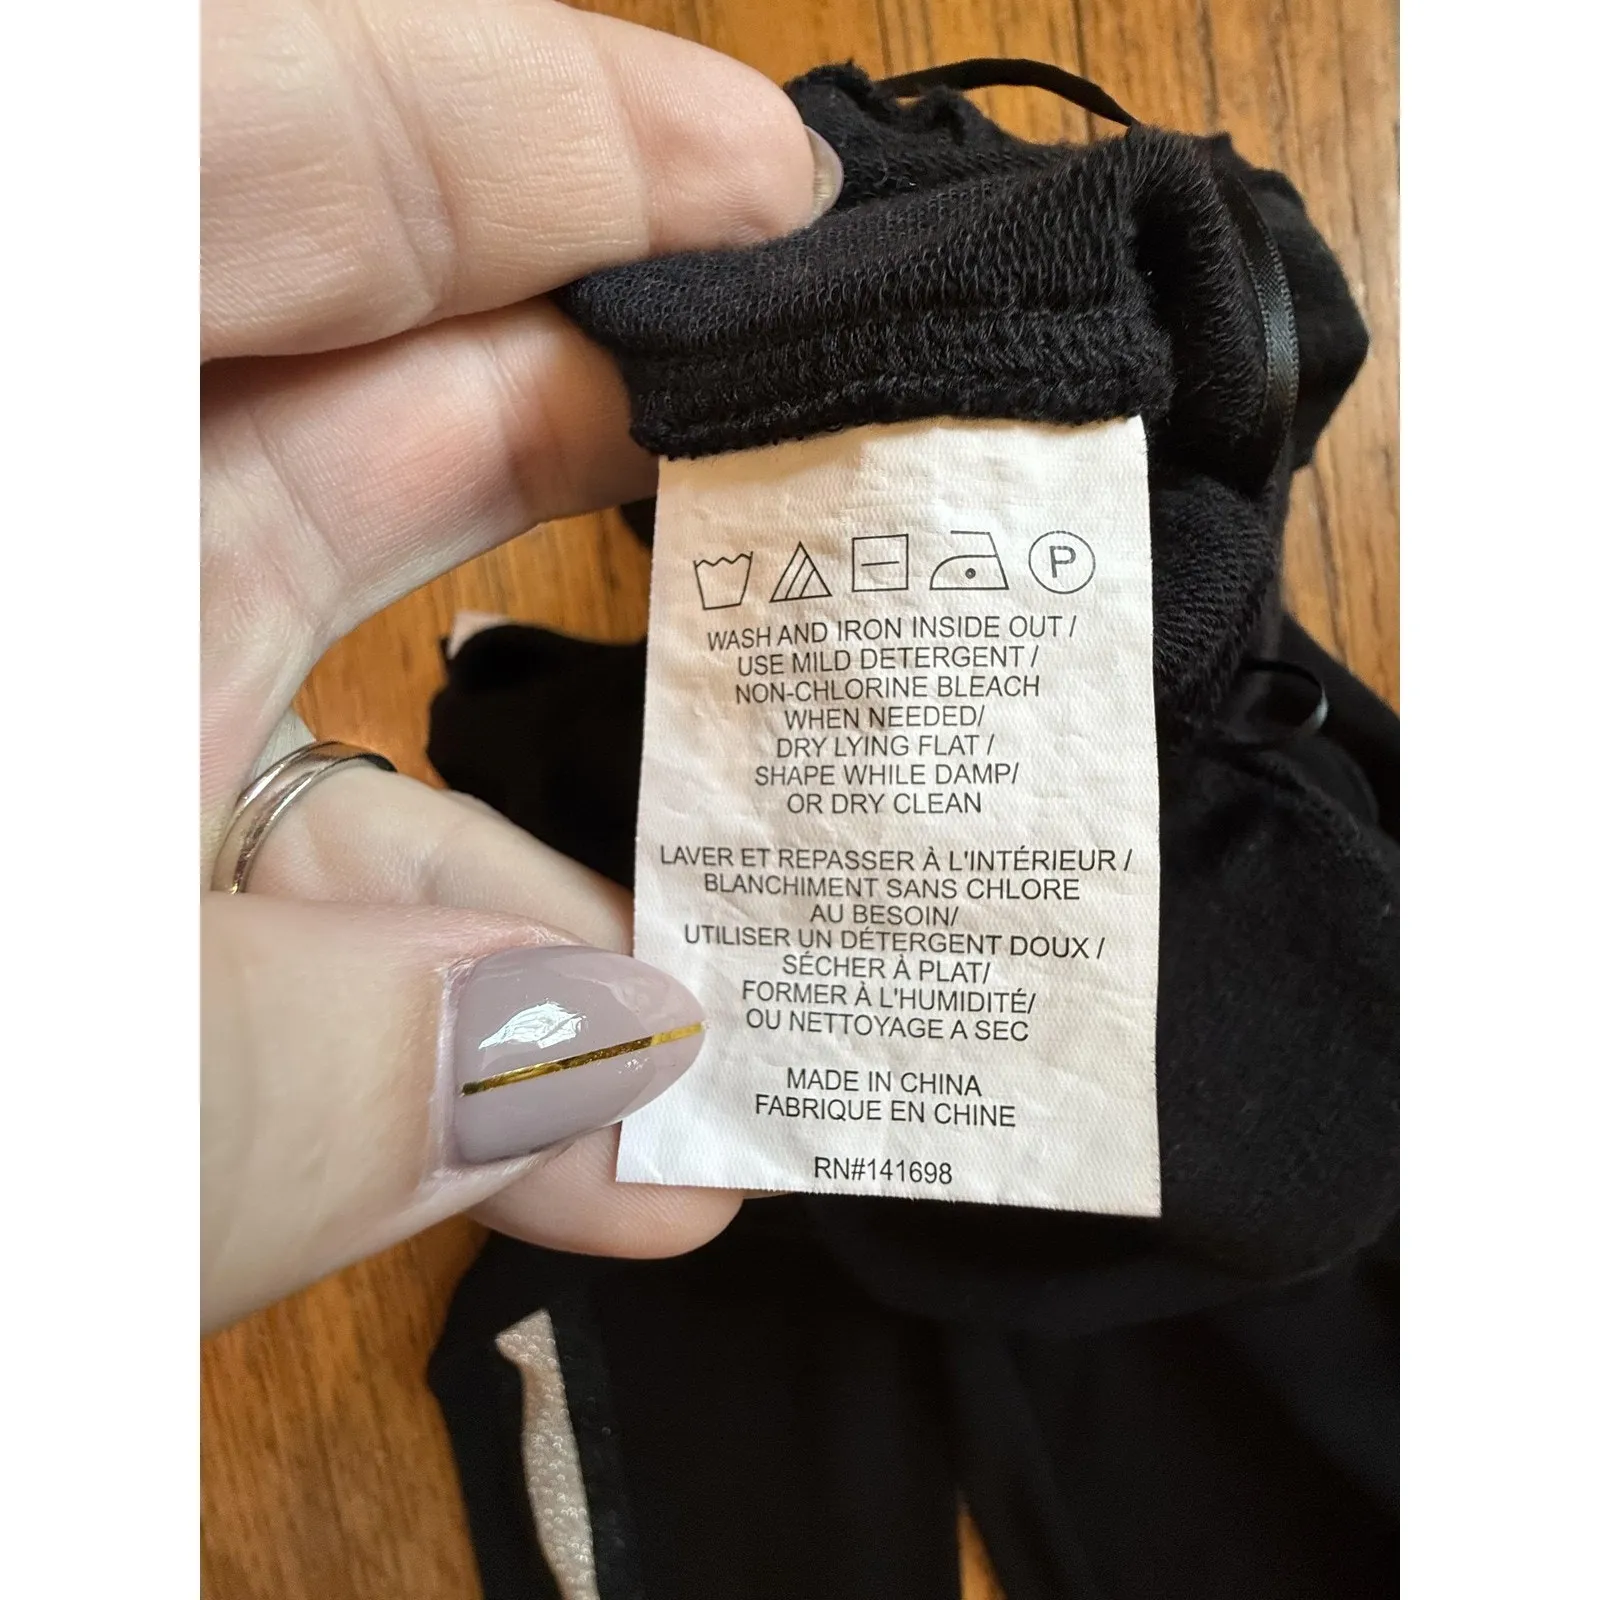 P
WASH AND IRON INSIDE OUT /
USE MILD DETERGENT /
NON-CHLORINE BLEACH
WHEN NEEDED/
DRY LYING FLAT /
SHAPE WHILE DAMP/
OR DRY CLEAN
LAVER ET REPASSER À L'INTÉRIEUR /
BLANCHIMENT SANS CHLORE
AU BESOIN/
UTILISER UN DÉTERGENT DOUX /
SÉCHER À PLAT/
FORMER À L'HUMIDITÉ/
OU NETTOYAGE A SEC
MADE IN CHINA
FABRIQUE EN CHINE
RN#141698